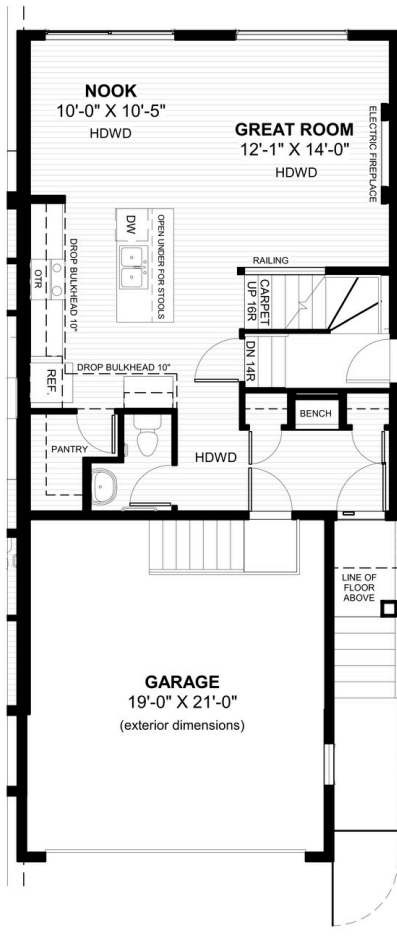 NOOK
10'-0" X 10'-5"
HDWD
GREAT ROOM
12'-1" X 14'-0"
HDWD
ELECTRIC FIREPLACE
DW
OPEN UNDER FOR STOOLS
DROP BULKHEAD 10"
OTR
RAILING
CARPET
UP 16R
DN 14R
REF.
DROP BULKHEAD 10"
BENCH
PANTRY
HDWD
LINE OF
FLOOR
ABOVE
GARAGE
19'-0" X 21'-0"
(exterior dimensions)